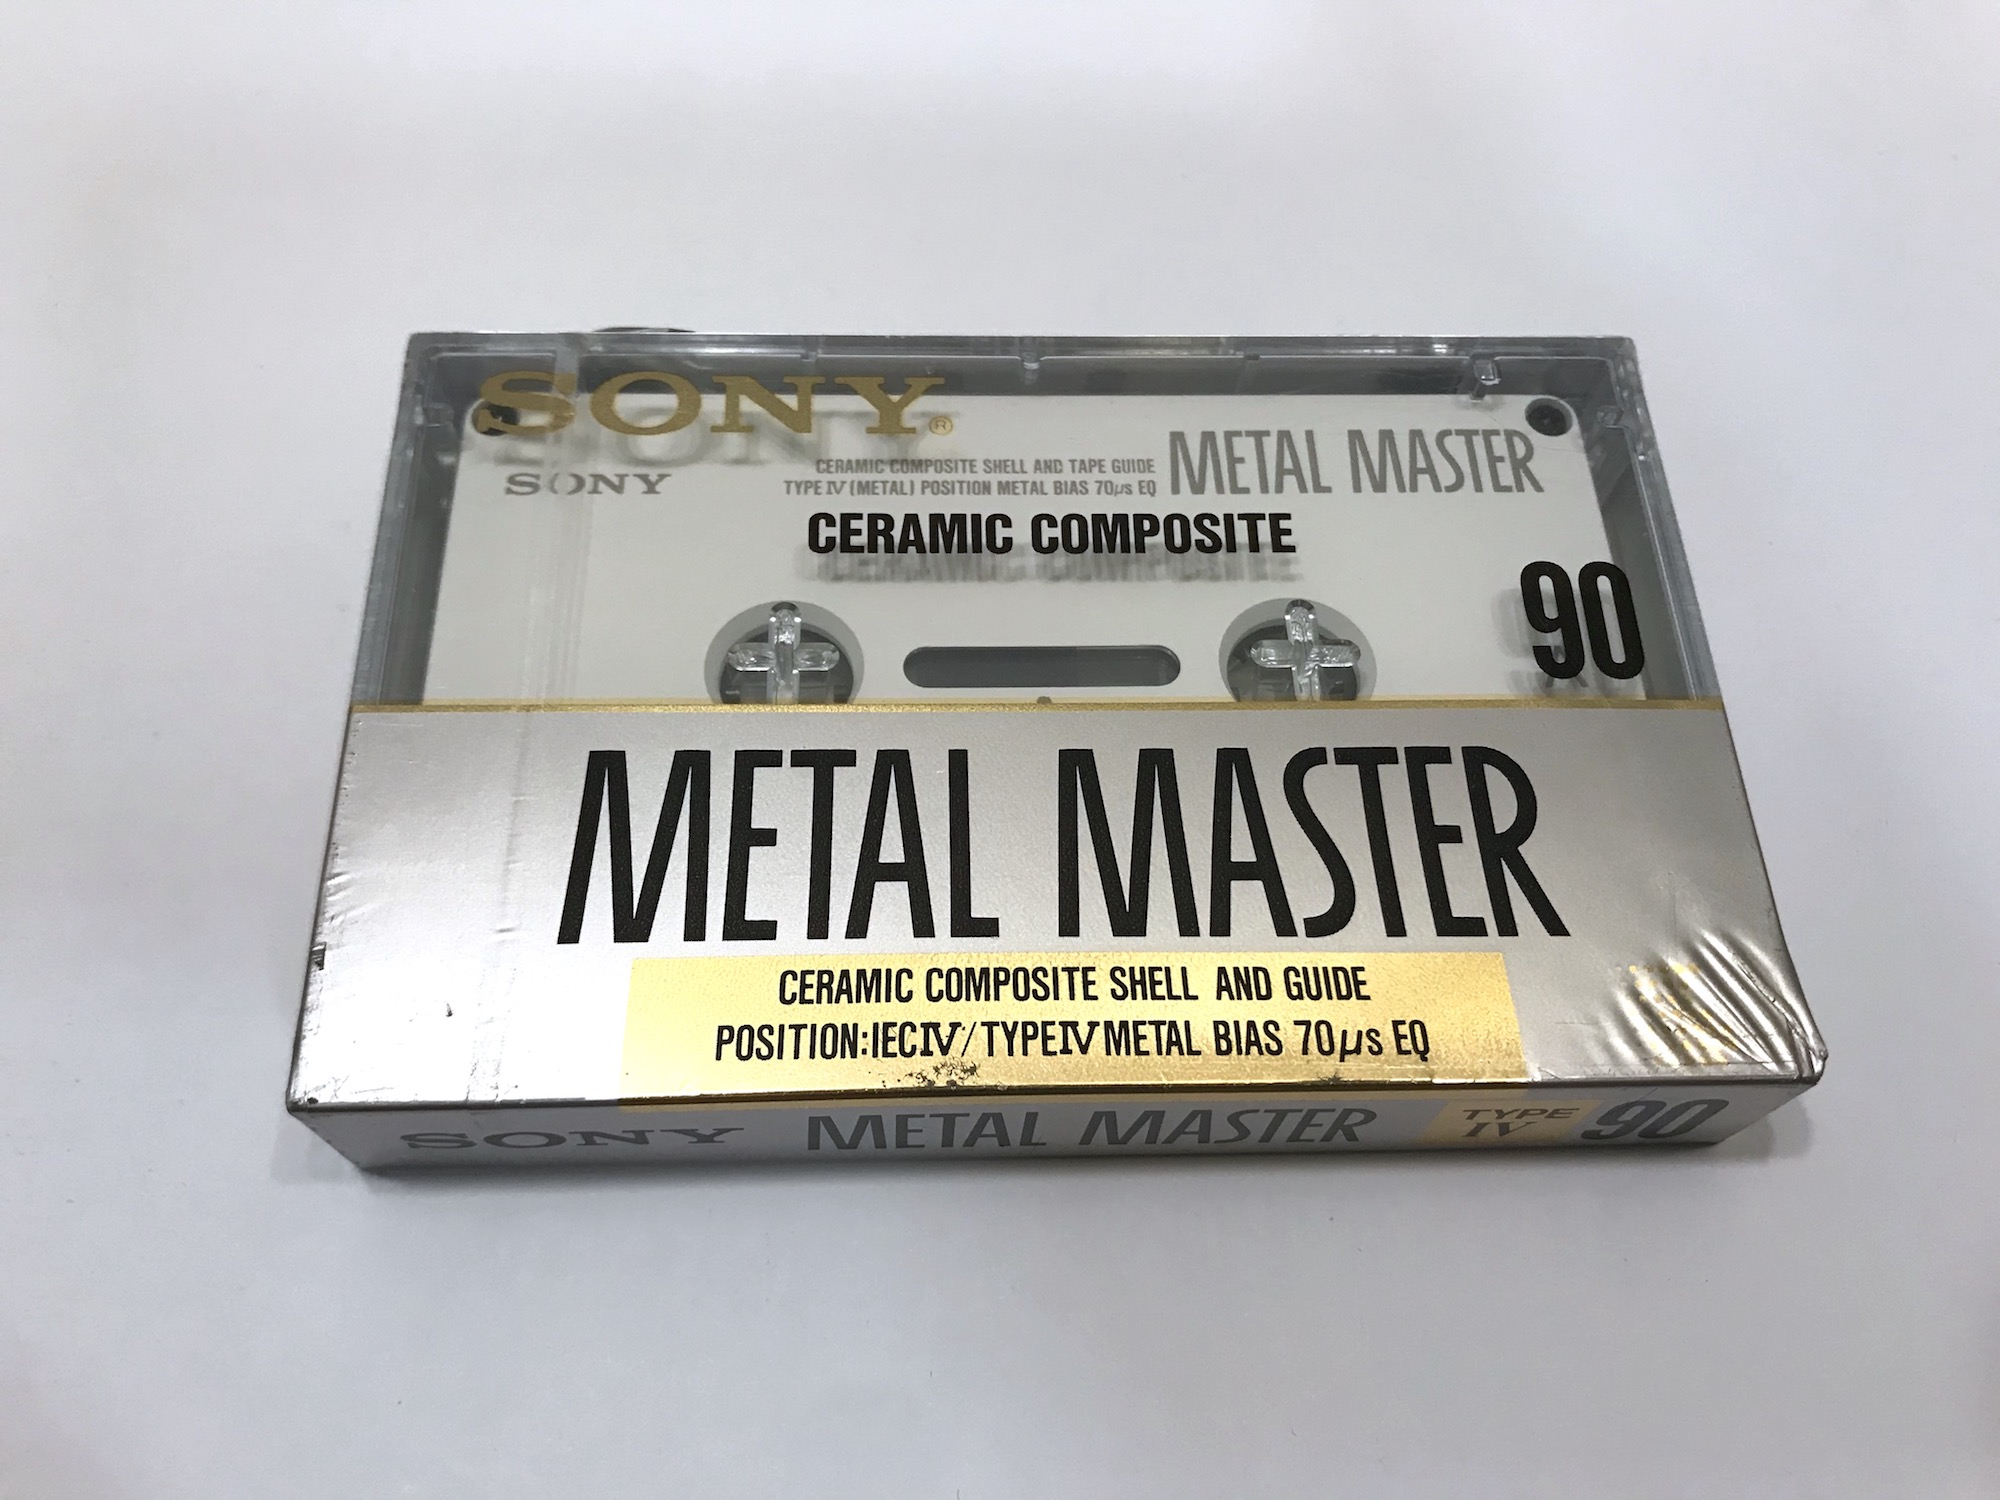 SONY®
SONY
CERAMIC COMPOSITE SHELL AND TAPE GUIDE
TYPE IV (METAL) POSITION METAL BIAS 70µs EQ
METAL MASTER
CERAMIC COMPOSITE
90
METAL MASTER
CERAMIC COMPOSITE SHELL AND GUIDE
POSITION:IECIV/TYPEIV METAL BIAS 70µs EQ
SONY METAL MASTER TYPE IV 90